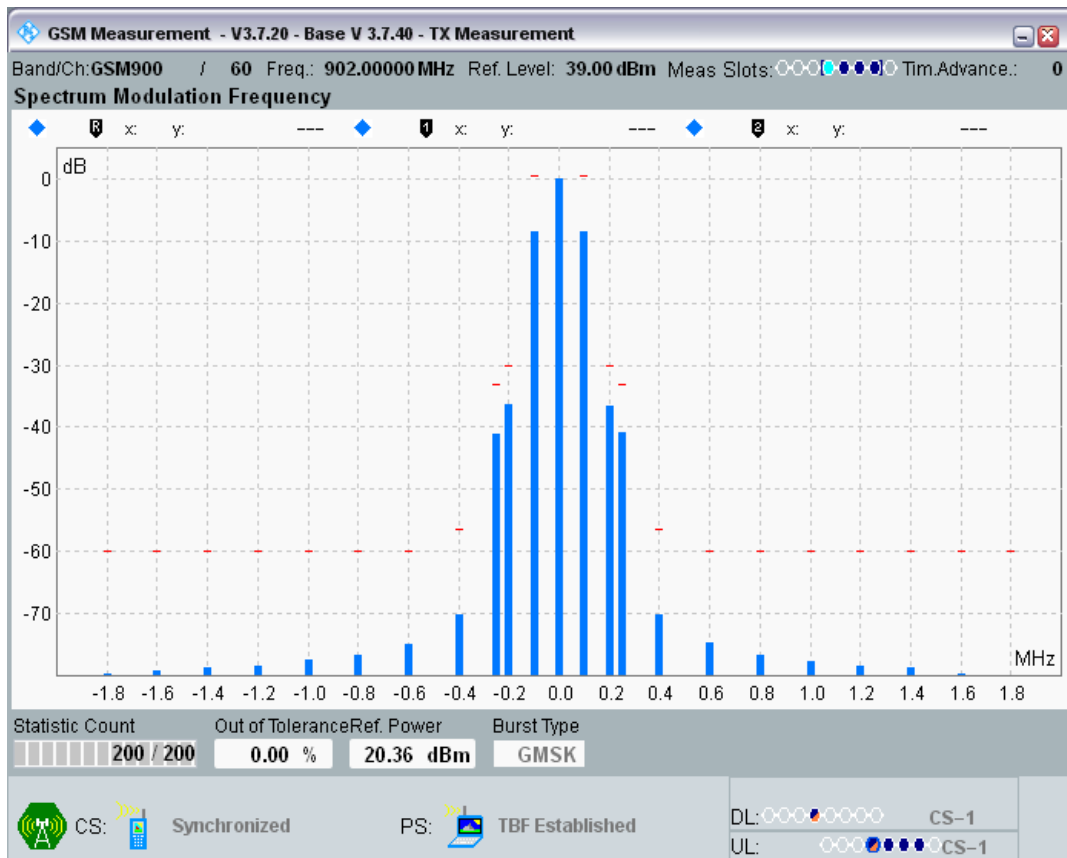 GSM Measurement - V3.7.20 - Base V 3.7.40 - TX Measurement
Band/Ch:GSM900 / 60 Freq.: 902.00000 MHz Ref. Level: 39.00 dBm Meas Slots: Tim.Advance.: 0
Spectrum Modulation Frequency
R x: y: --- 1 x: y: --- 2 x: y: ---
dB
0
-10
-20
-30
-40
-50
-60
-70
MHz
-1.8 -1.6 -1.4 -1.2 -1.0 -0.8 -0.6 -0.4 -0.2 0.0 0.2 0.4 0.6 0.8 1.0 1.2 1.4 1.6 1.8
Statistic Count Out of Tolerance Ref. Power Burst Type
200 / 200 0.00 % 20.36 dBm GMSK
CS: Synchronized PS: TBF Established DL: CS-1
UL: CS-1